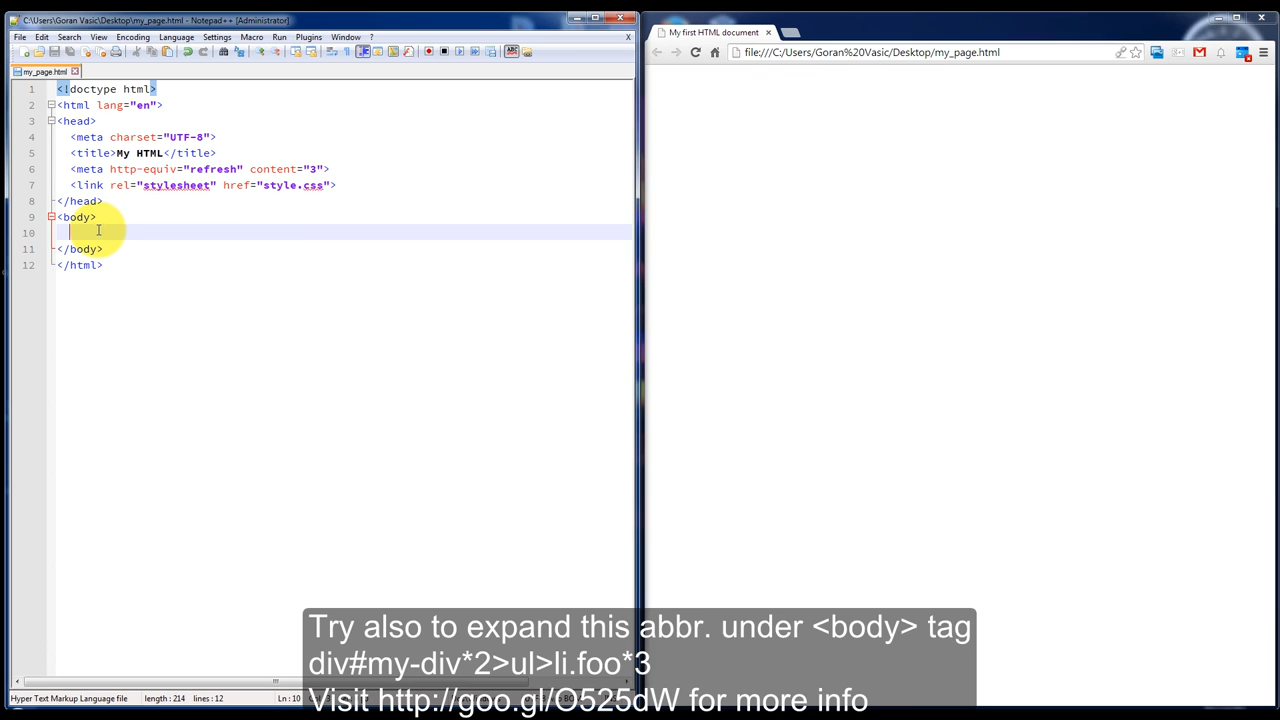 C:\Users\Goran Vasic\Desktop\my_page.html - Notepad++ [Administrator]
File Edit Search View Encoding Language Settings Macro Run Plugins Window ? X
my_page.html
1 <!doctype html>
2 <html lang="en">
3 <head>
4 <meta charset="UTF-8">
5 <title>My HTML</title>
6 <meta http-equiv="refresh" content="3">
7 <link rel="stylesheet" href="style.css">
8 </head>
9 <body>
10
11 </body>
12 </html>
Hyper Text Markup Language file length : 214 lines : 12 Ln : 10
My first HTML document
file:///C:/Users/Goran%20Vasic/Desktop/my_page.html
Try also to expand this abbr. under <body> tag
div#my-div*2>ul>li.foo*3
Visit http://goo.gl/O525dW for more info